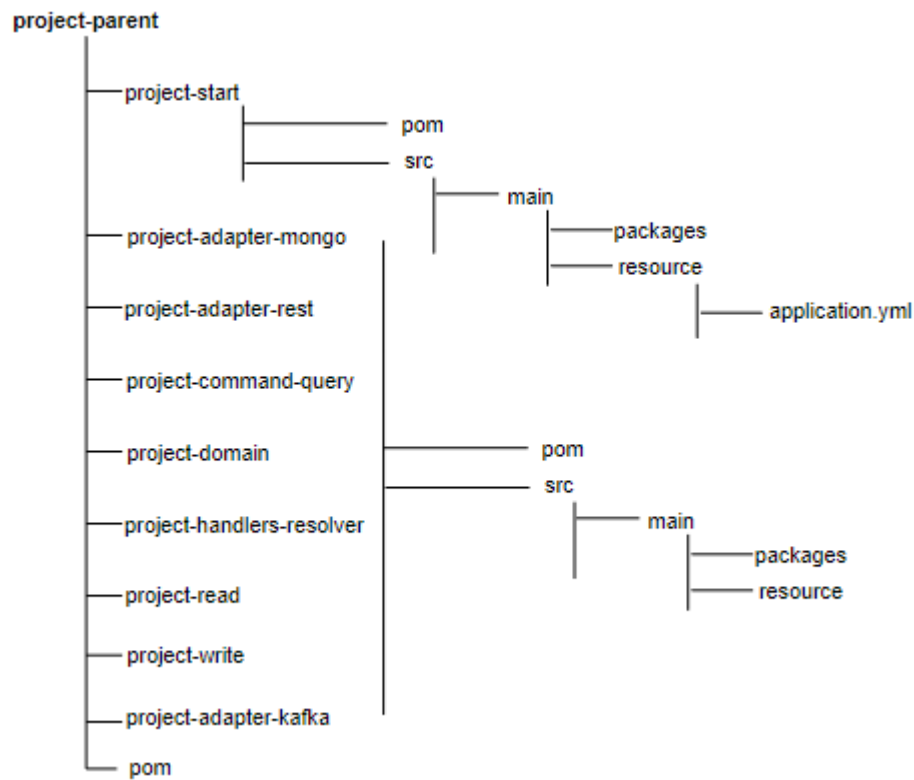 project-parent
project-start
pom
src
main
project-adapter-mongo
packages
resource
project-adapter-rest
application.yml
project-command-query
project-domain
pom
src
project-handlers-resolver
main
packages
project-read
resource
project-write
project-adapter-kafka
pom